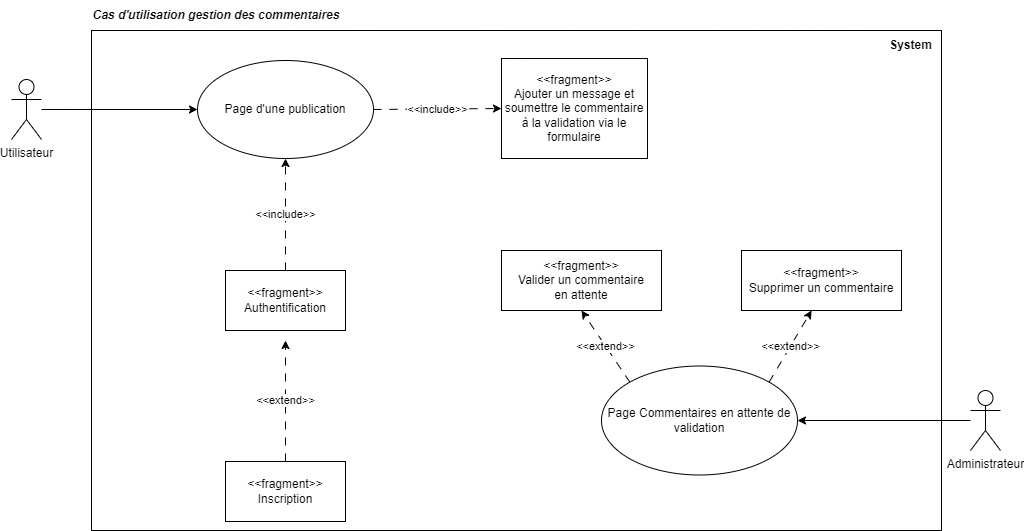 Cas d'utilisation gestion des commentaires
System
<<fragment>>
Ajouter un message et
soumettre le commentaire
à la validation via le
formulaire
Page d'une publication
<<include>>
Utilisateur
<<include>>
<<fragment>>
Authentification
<<fragment>>
Valider un commentaire
en attente
<<fragment>>
Supprimer un commentaire
<<extend>>
<<extend>>
<<extend>>
Page Commentaires en attente de
validation
Administrateur
<<fragment>>
Inscription